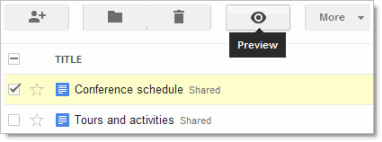 More
Preview
TITLE
Conference schedule Shared
Tours and activities Shared